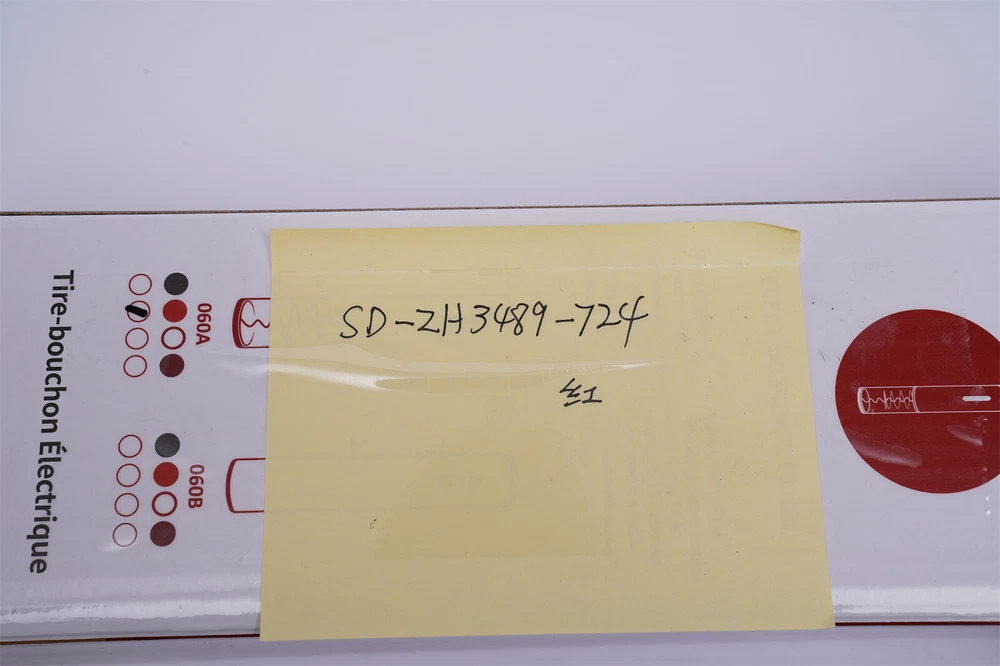 SD-ZH3489-724
红
Tire-bouchon Électrique
060A
060B